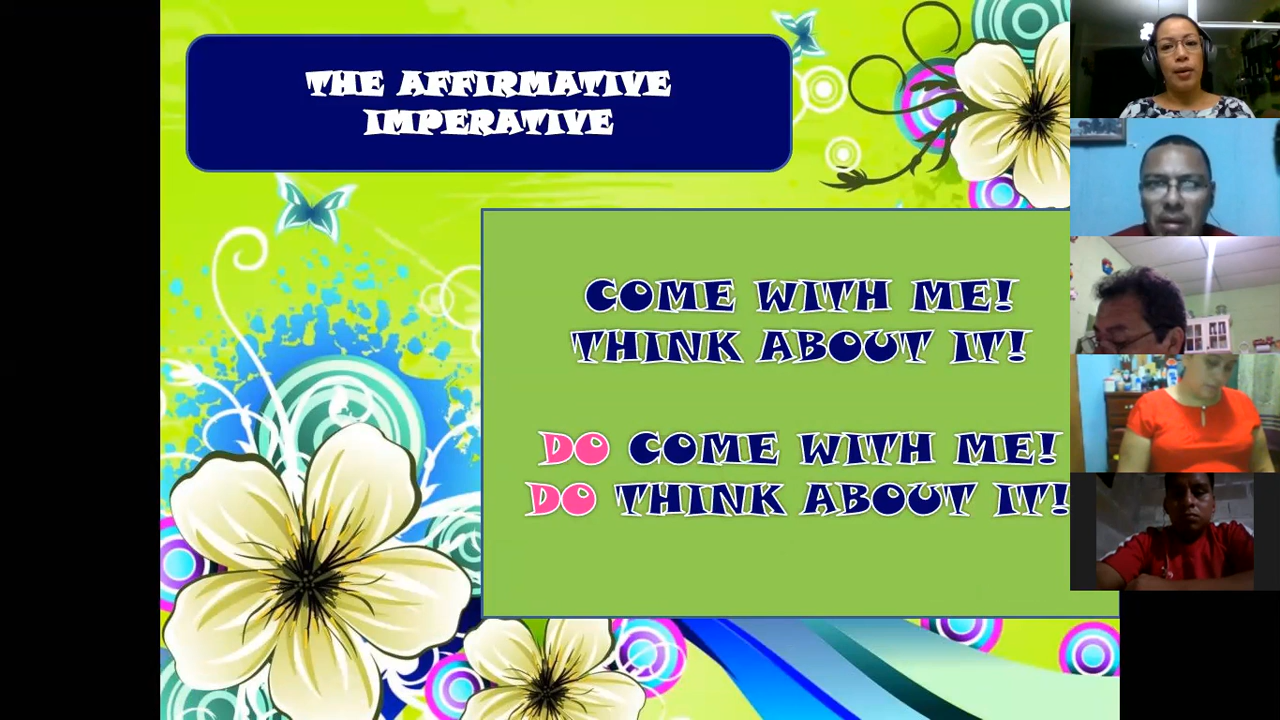 THE AFFIRMATIVE
IMPERATIVE
COME WITH ME!
THINK ABOUT IT!
DO COME WITH ME!
DO THINK ABOUT IT!